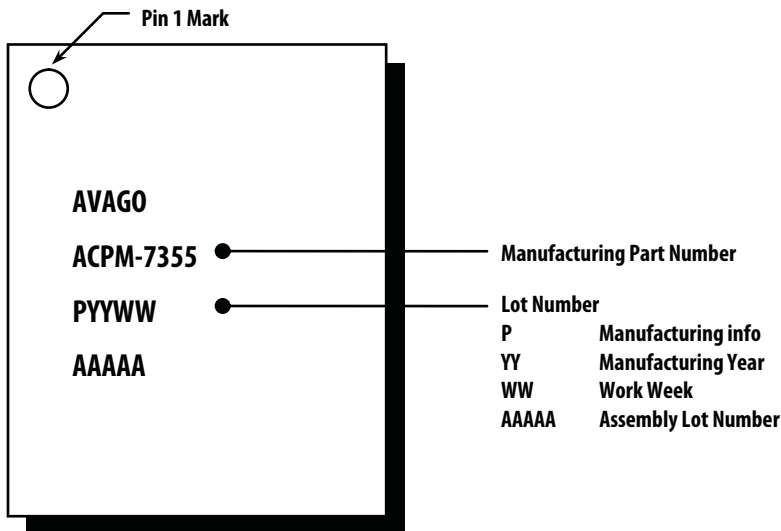 Pin 1 Mark
AVAGO
ACPM-7355
PYYWW
AAAAA
Manufacturing Part Number
Lot Number
P Manufacturing info
YY Manufacturing Year
WW Work Week
AAAAA Assembly Lot Number